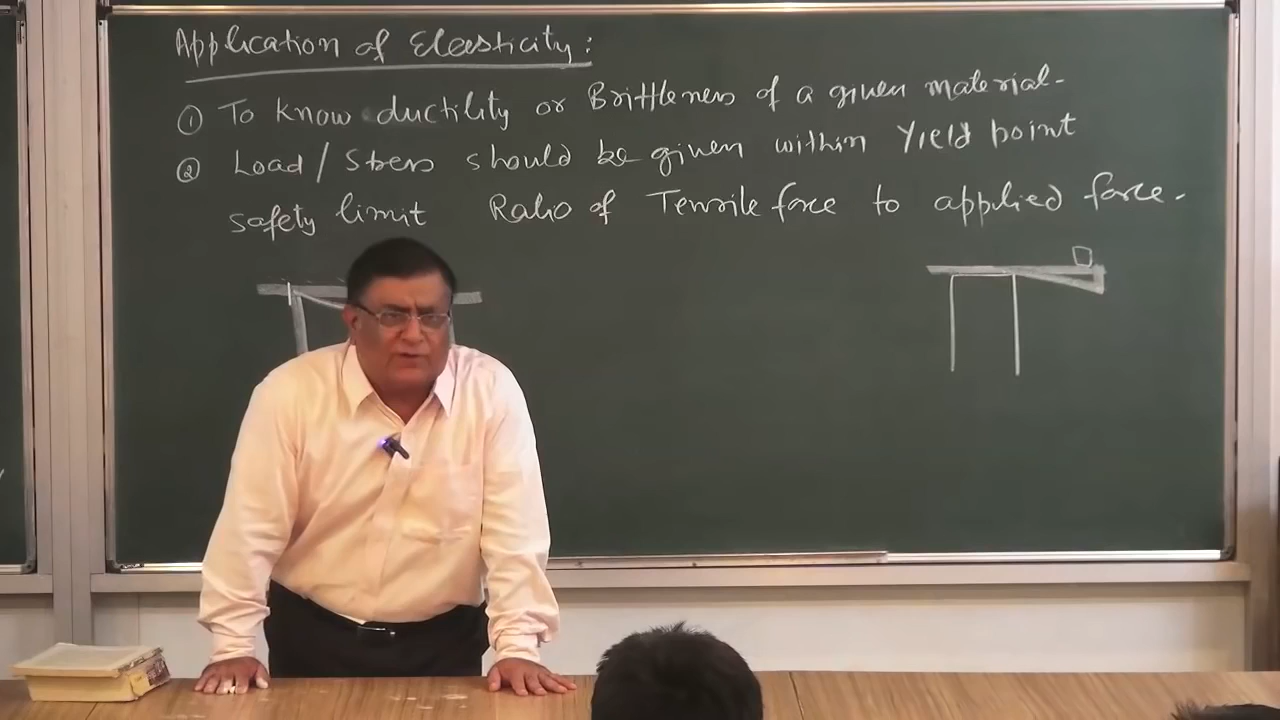 Application of Elasticity:
① To know ductility or Brittleness of a given material-
② Load / Stress should be given within Yield point
safety limit Ratio of Tensile force to applied force.